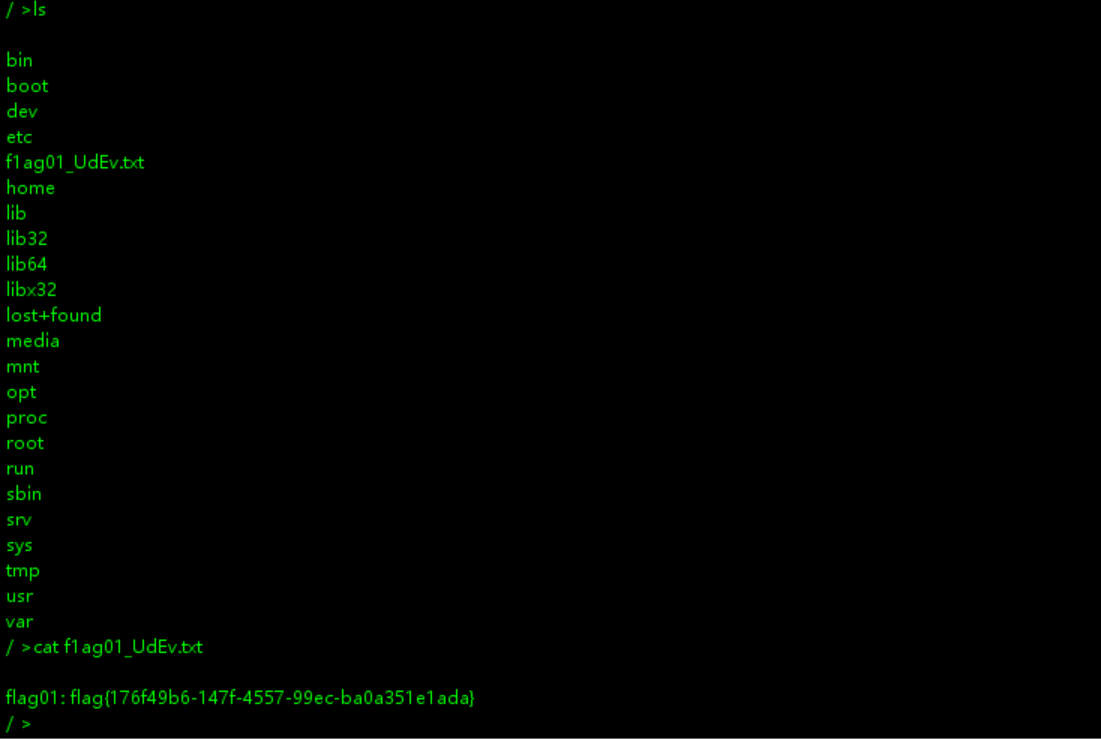 / >ls
bin
boot
dev
etc
f1ag01_UdEv.txt
home
lib
lib32
lib64
libx32
lost+found
media
mnt
opt
proc
root
run
sbin
srv
sys
tmp
usr
var
/ >cat f1ag01_UdEv.txt
flag01: flag{176f49b6-147f-4557-99ec-ba0a351e1ada}
/ >